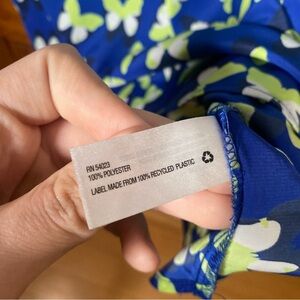 RN 54023
100% POLYESTER
LABEL MADE FROM 100% RECYCLED PLASTIC